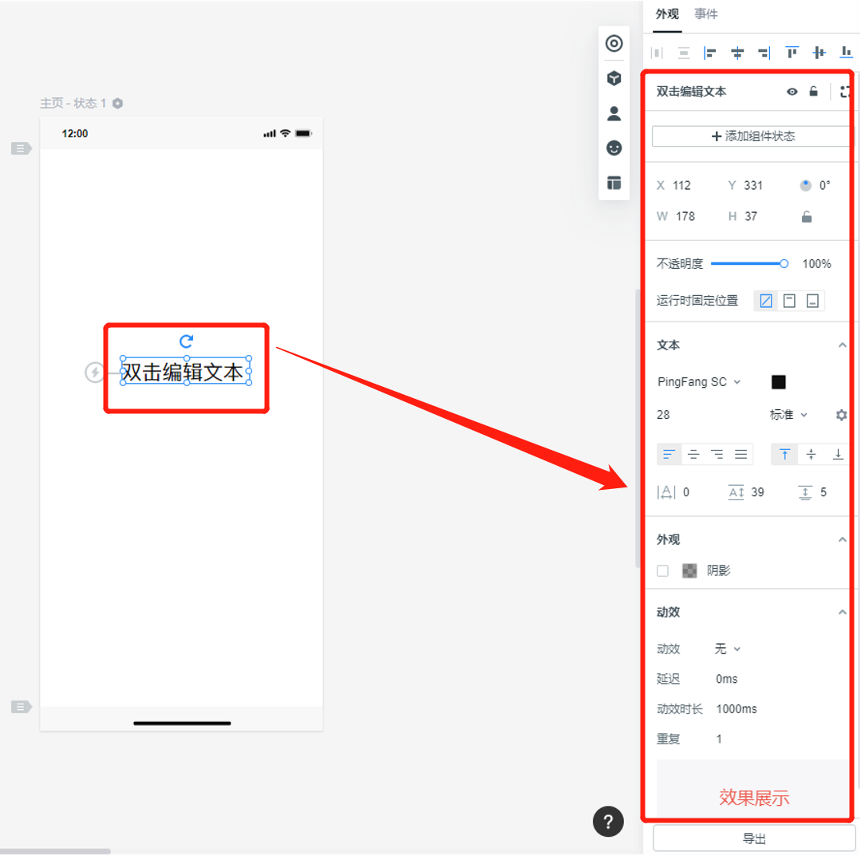 外观 事件
主页 - 状态 1
12:00
双击编辑文本
双击编辑文本
+ 添加组件状态
X 112 Y 331 0°
W 178 H 37
不透明度 100%
运行时固定位置
文本
PingFang SC
28 标准
|A| 0 A 39 5
外观
阴影
动效
动效 无
延迟 0ms
动效时长 1000ms
重复 1
效果展示
?
导出